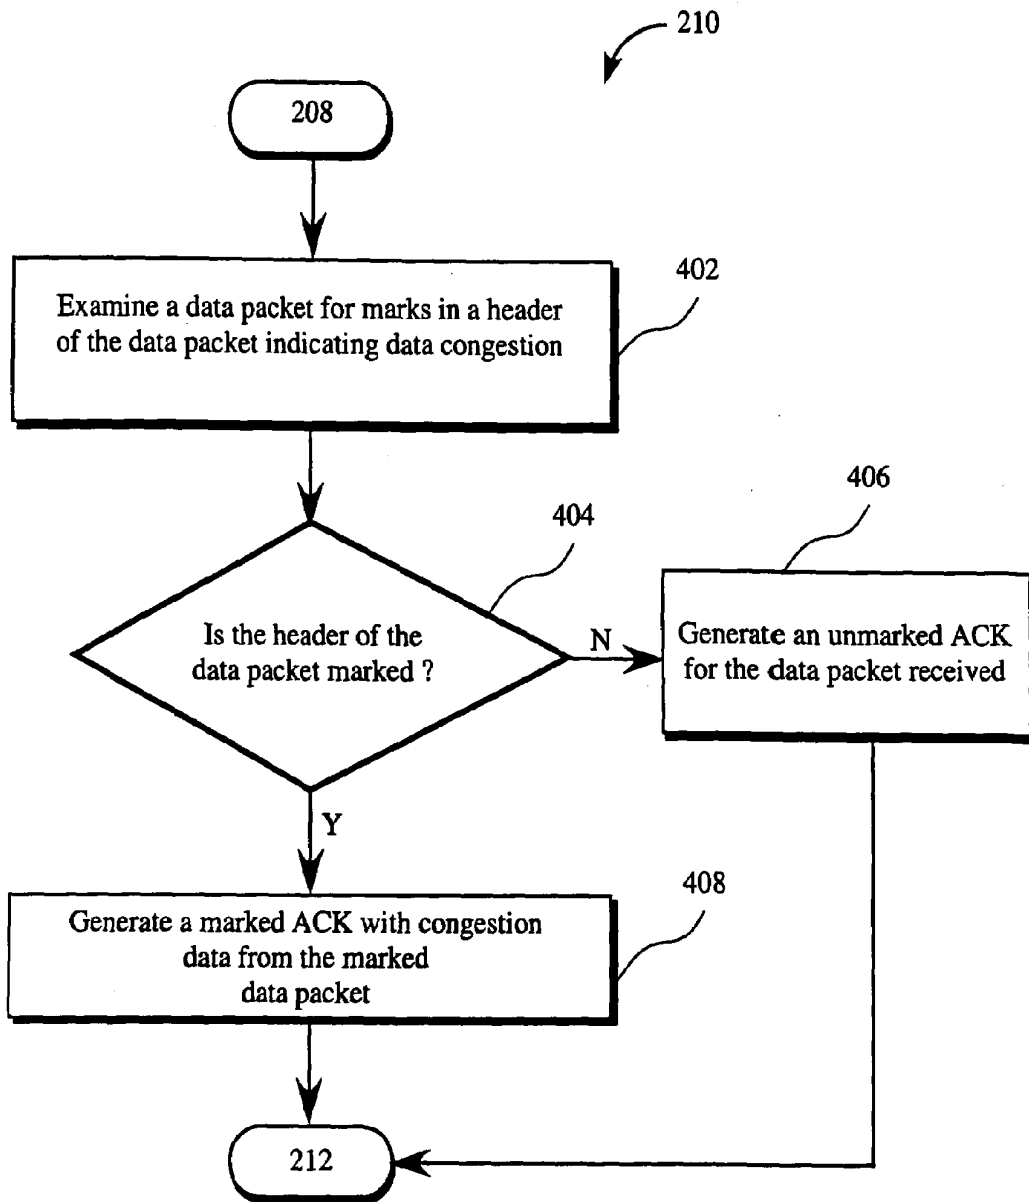 210
208
402
Examine a data packet for marks in a header
of the data packet indicating data congestion
404
406
Is the header of the
data packet marked ?
N
Generate an unmarked ACK
for the data packet received
Y
408
Generate a marked ACK with congestion
data from the marked
data packet
212